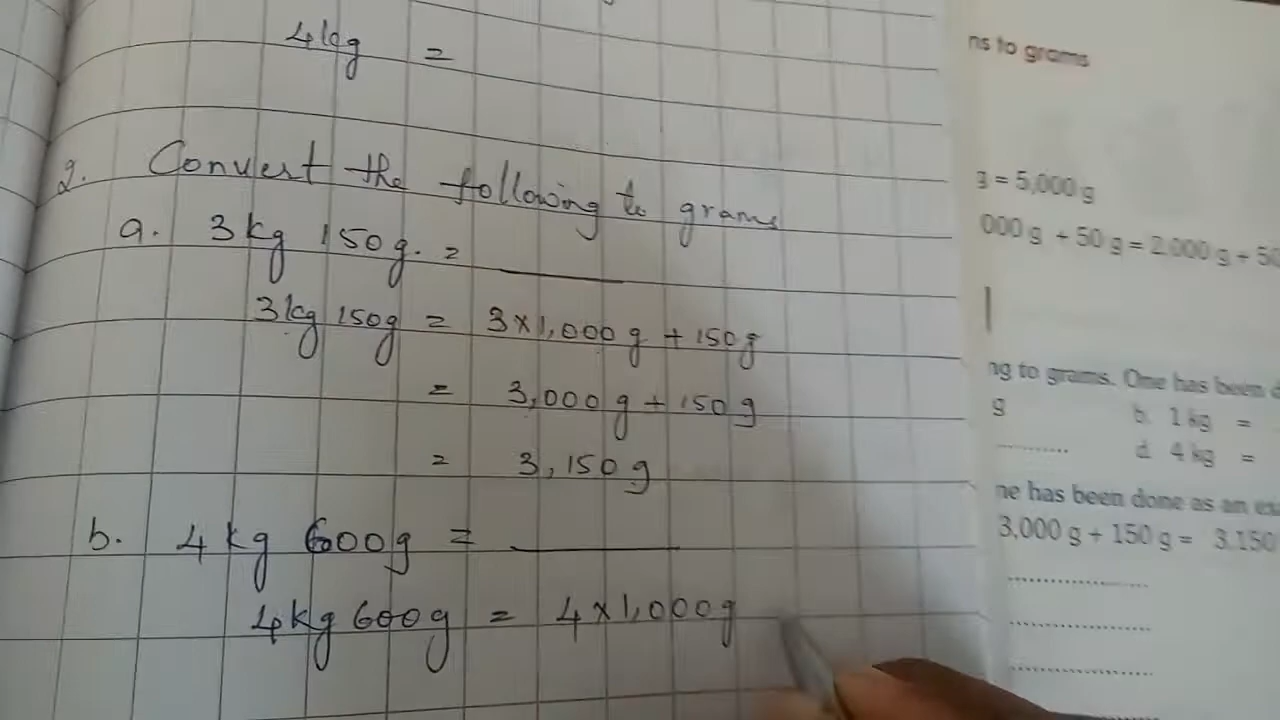 4kg =
2. Convert the following to grams
a. 3kg 150g. =
3kg 150g = 3×1,000g + 150g
= 3,000g + 150g
= 3,150g
b. 4kg 600g =
4kg 600g = 4×1,000g
ns to grams
g = 5,000 g
000 g + 50 g = 2,000 g + 50
ng to grams. One has been d
g b. 1 kg =
.......... d. 4 kg =
ne has been done as an ex
3,000 g + 150 g = 3,150
....................
....................
....................